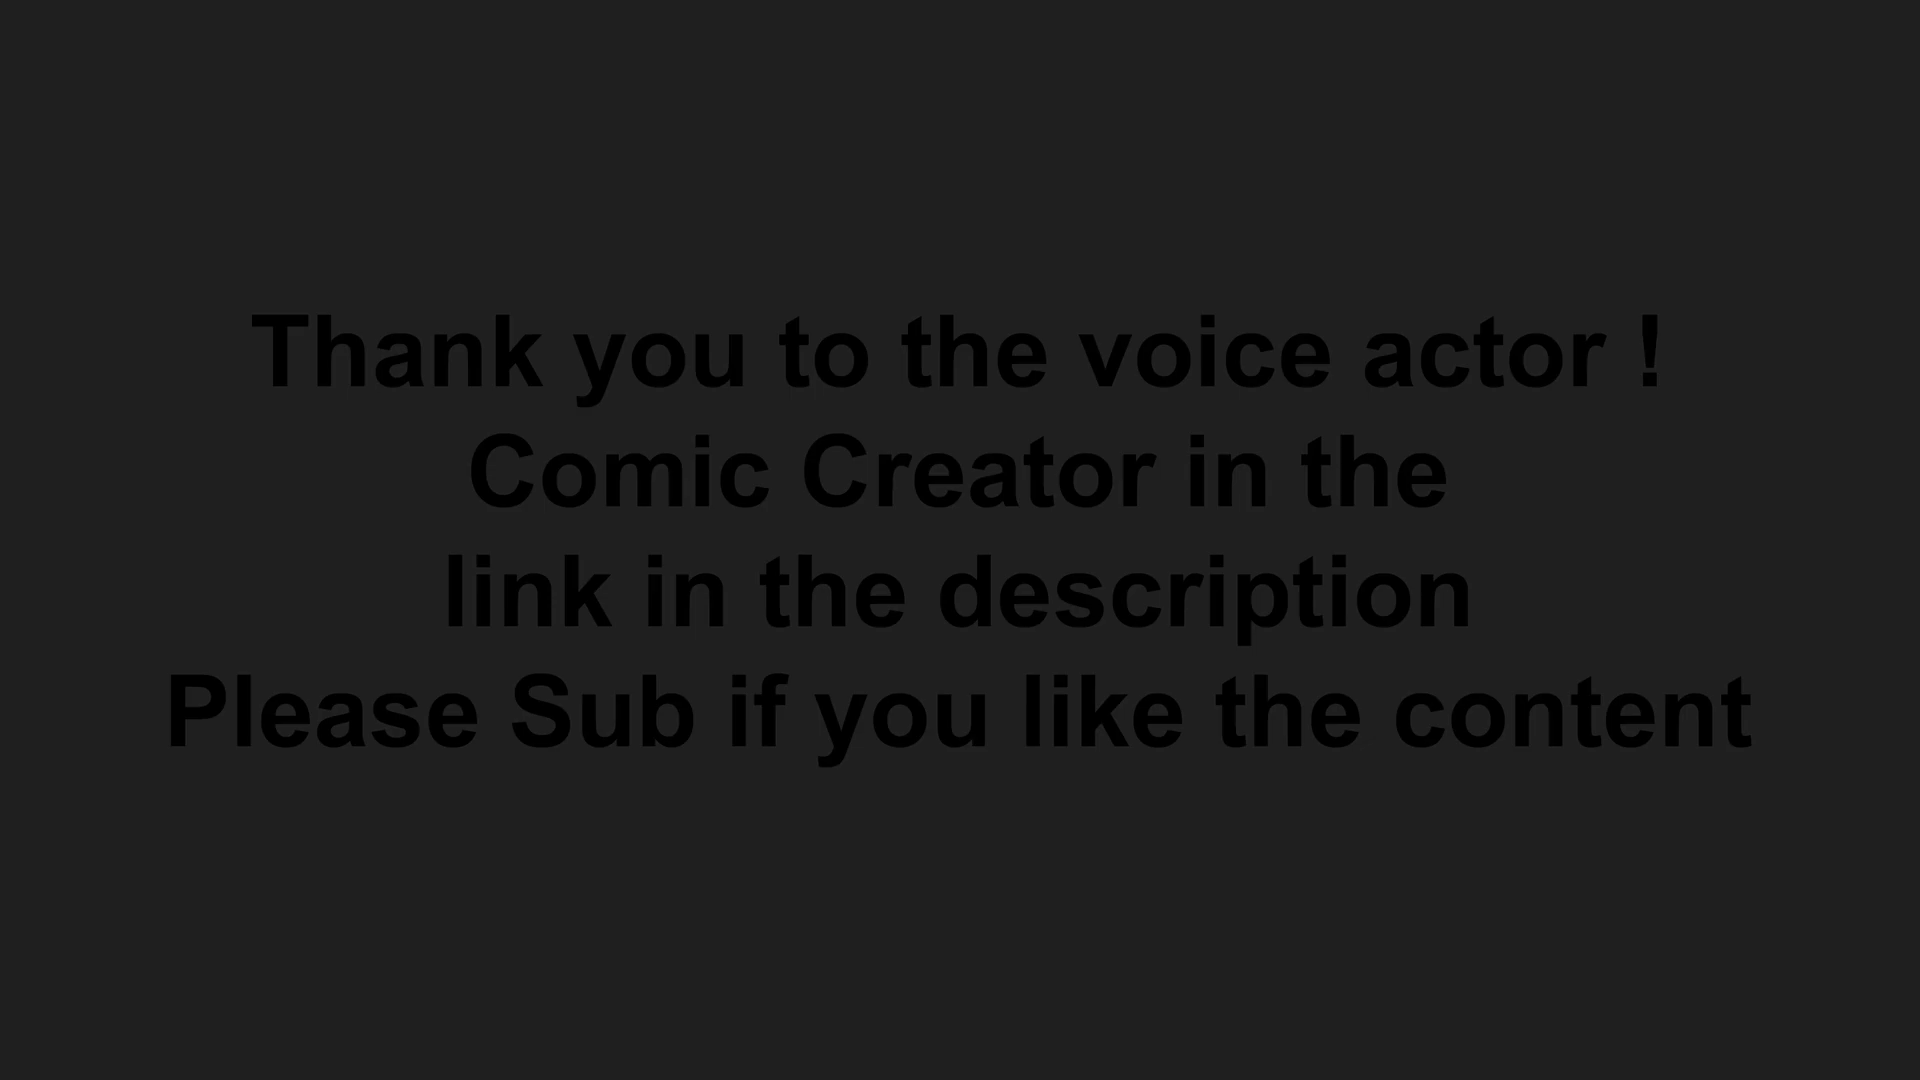 Thank you to the voice actor !
Comic Creator in the
link in the description
Please Sub if you like the content